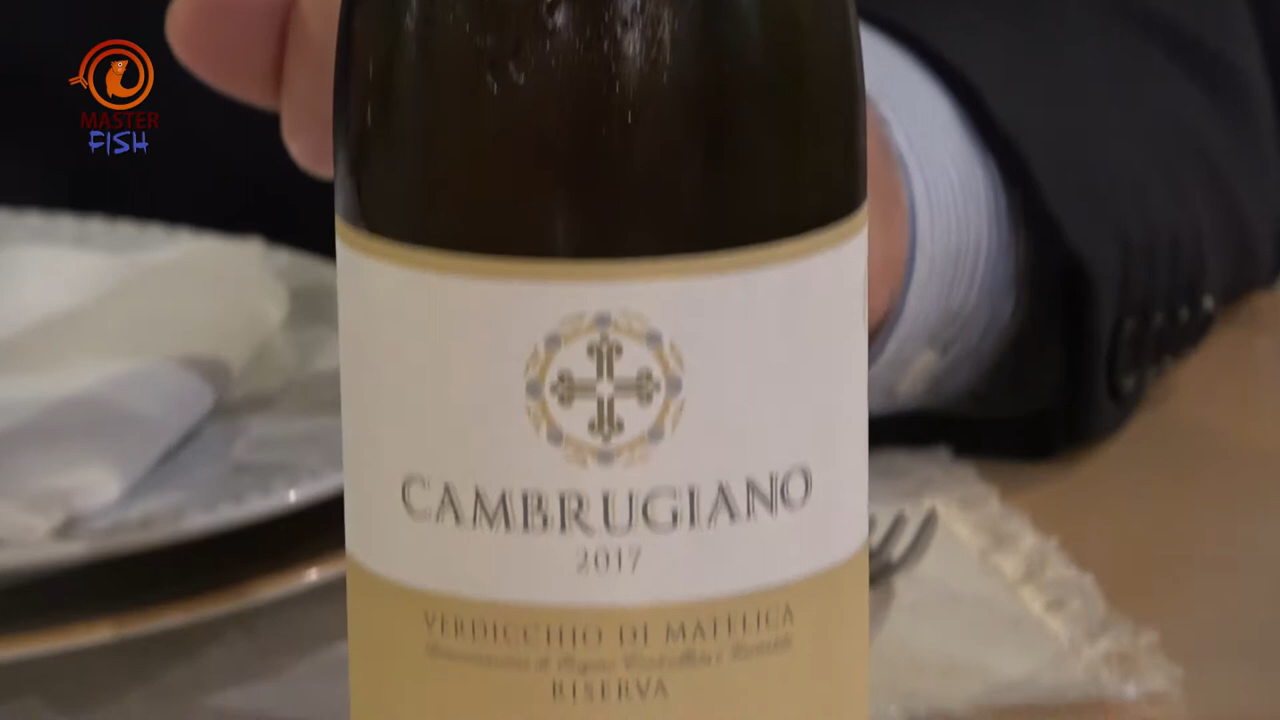 MASTER
FISH
CAMBRUGIANO
2017
VERDICCHIO DI MATELICA
RISERVA